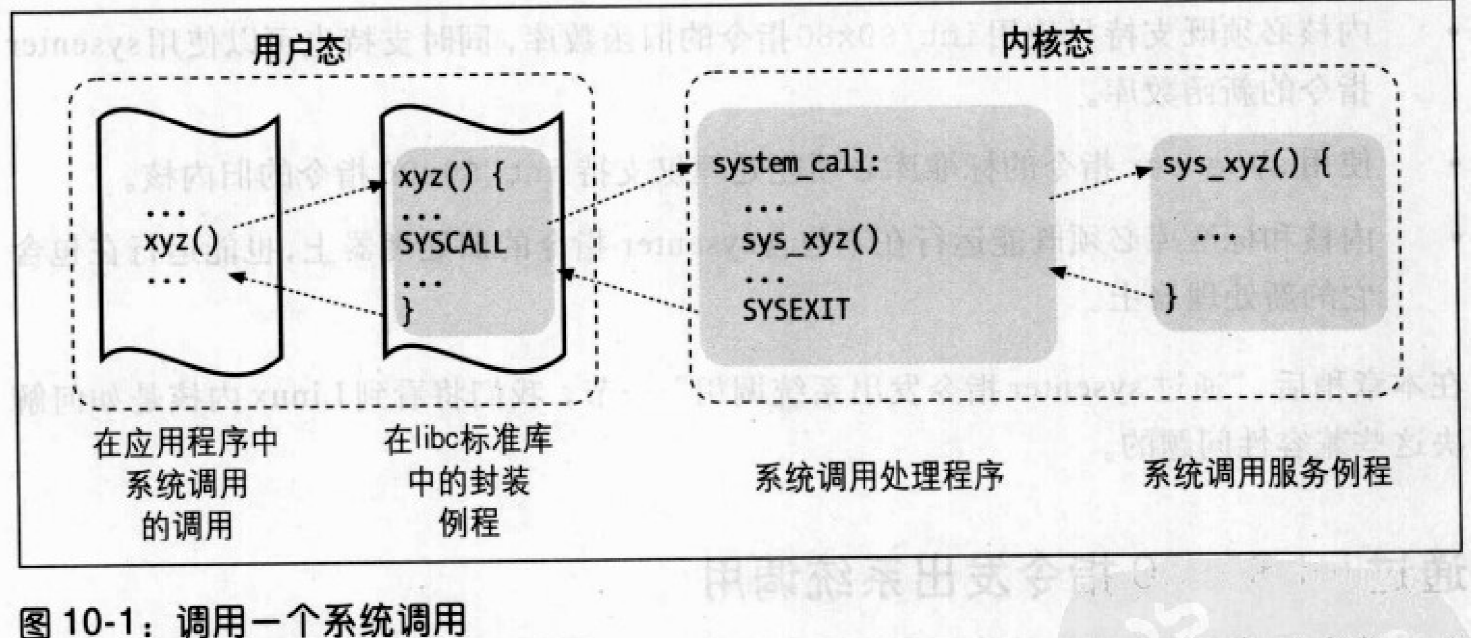 用户态
内核态
...
xyz()
...
xyz() {
...
SYSCALL
...
}
system_call:
...
sys_xyz()
...
SYSEXIT
sys_xyz() {
...
}
在应用程序中
系统调用
的调用
在libc标准库
中的封装
例程
系统调用处理程序
系统调用服务例程
图 10-1：调用一个系统调用